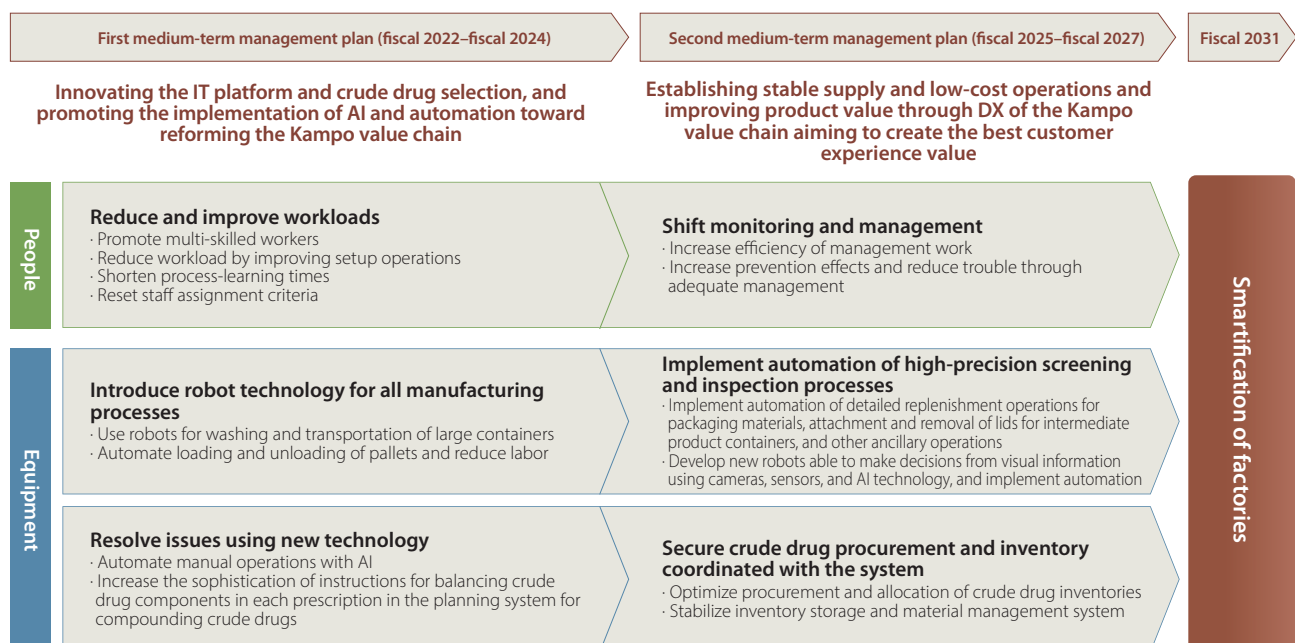 First medium-term management plan (fiscal 2022–fiscal 2024)
Second medium-term management plan (fiscal 2025–fiscal 2027)
Fiscal 2031
Innovating the IT platform and crude drug selection, and
promoting the implementation of AI and automation toward
reforming the Kampo value chain
Establishing stable supply and low-cost operations and
improving product value through DX of the Kampo
value chain aiming to create the best customer
experience value
People
Reduce and improve workloads
· Promote multi-skilled workers
· Reduce workload by improving setup operations
· Shorten process-learning times
· Reset staff assignment criteria
Shift monitoring and management
· Increase efficiency of management work
· Increase prevention effects and reduce trouble through
adequate management
Equipment
Introduce robot technology for all manufacturing
processes
· Use robots for washing and transportation of large containers
· Automate loading and unloading of pallets and reduce labor
Implement automation of high-precision screening
and inspection processes
· Implement automation of detailed replenishment operations for
packaging materials, attachment and removal of lids for intermediate
product containers, and other ancillary operations
· Develop new robots able to make decisions from visual information
using cameras, sensors, and AI technology, and implement automation
Resolve issues using new technology
· Automate manual operations with AI
· Increase the sophistication of instructions for balancing crude
drug components in each prescription in the planning system for
compounding crude drugs
Secure crude drug procurement and inventory
coordinated with the system
· Optimize procurement and allocation of crude drug inventories
· Stabilize inventory storage and material management system
Smartification of factories